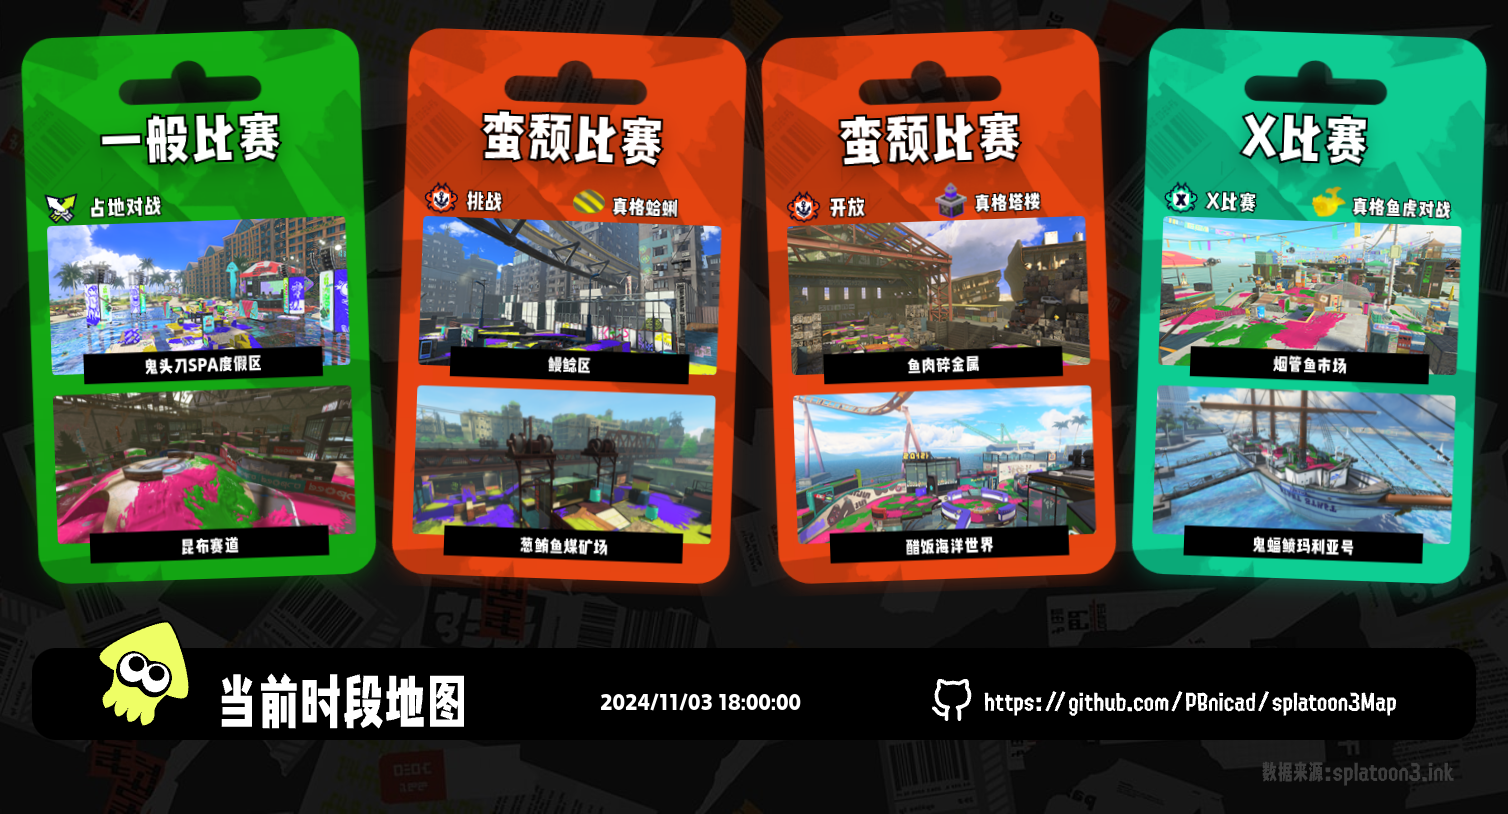 一般比赛
占地对战
鬼头刀SPA度假区
昆布赛道
蛮颓比赛
挑战
真格蛤蜊
鳗鲶区
葱鲔鱼煤矿场
蛮颓比赛
开放
真格塔楼
鱼肉碎金属
醋饭海洋世界
X比赛
X比赛
真格鱼虎对战
烟管鱼市场
鬼蝠鲼玛利亚号
当前时段地图
2024/11/03 18:00:00
https://github.com/PBnicad/splatoon3Map
数据来源:splatoon3.ink